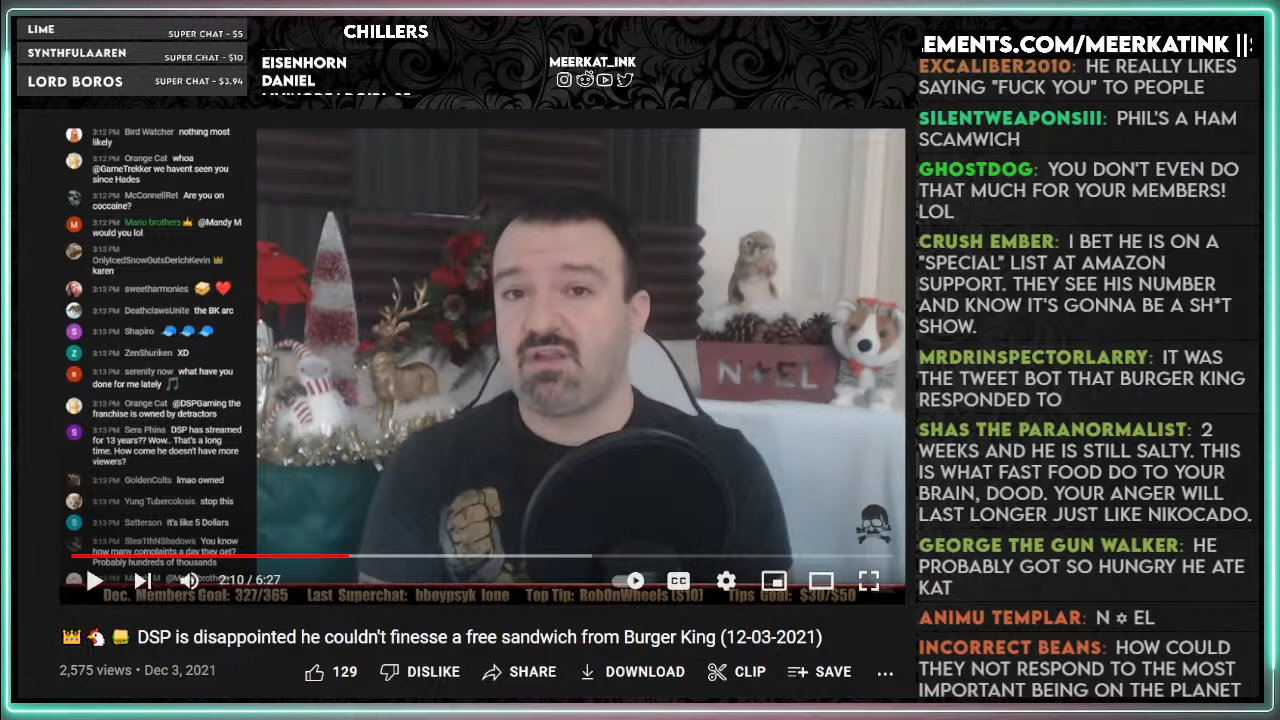 LIME SUPER CHAT - $5
SYNTHFULAAREN SUPER CHAT - $10
LORD BOROS SUPER CHAT - $3.94
CHILLERS
EISENHORN
DANIEL
MEERKAT_INK
EMENTS.COM/MEERKATINK ||
3:12 PM Bird Watcher nothing most
likely
3:12 PM Orange Cat whoa
@GameTrekker we havent seen you
since Hades
3:12 PM McConnellRet Are you on
coccaine?
3:12 PM Mario brothers @Mandy M
would you lol
3:13 PM
OnlyIcedSnowGutsDerichKevin
karen
3:13 PM sweetharmonies
3:13 PM DeathclawsUnite the BK arc
3:13 PM Shapiro
3:13 PM ZenShuriken XD
3:13 PM serenity now what have you
done for me lately
3:13 PM Orange Cat @DSPGaming the
franchise is owned by detractors
3:13 PM Sera Phina DSP has streamed
for 13 years?? Wow.. That's a long
time. How come he doesn't have more
viewers?
3:13 PM GoldenColts lmao owned
3:13 PM Yung Tubercolosis stop this
3:13 PM Satterson It's like 5 Dollars
3:13 PM Stea1thNShadows You know
how many complaints a day they get?
Probably hundreds of thousands
N EL
2:10 / 6:27
CC
Dec. Members Goal: 327/365 Last Superchat: hboypsyk lone Top Tip: RobOnWheels ($10) Tips Goal: $30/$50
DSP is disappointed he couldn't finesse a free sandwich from Burger King (12-03-2021)
2,575 views • Dec 3, 2021
129 DISLIKE SHARE DOWNLOAD CLIP SAVE ...
EXCALIBER2010: HE REALLY LIKES
SAYING "FUCK YOU" TO PEOPLE
SILENTWEAPONSIII: PHIL'S A HAM
SCAMWICH
GHOSTDOG: YOU DON'T EVEN DO
THAT MUCH FOR YOUR MEMBERS!
LOL
CRUSH EMBER: I BET HE IS ON A
"SPECIAL" LIST AT AMAZON
SUPPORT. THEY SEE HIS NUMBER
AND KNOW IT'S GONNA BE A SH*T
SHOW.
MRDRINSPECTORLARRY: IT WAS
THE TWEET BOT THAT BURGER KING
RESPONDED TO
SHAS THE PARANORMALIST: 2
WEEKS AND HE IS STILL SALTY. THIS
IS WHAT FAST FOOD DO TO YOUR
BRAIN, DOOD. YOUR ANGER WILL
LAST LONGER JUST LIKE NIKOCADO.
GEORGE THE GUN WALKER: HE
PROBABLY GOT SO HUNGRY HE ATE
KAT
ANIMU TEMPLAR: N ✡ EL
INCORRECT BEANS: HOW COULD
THEY NOT RESPOND TO THE MOST
IMPORTANT BEING ON THE PLANET